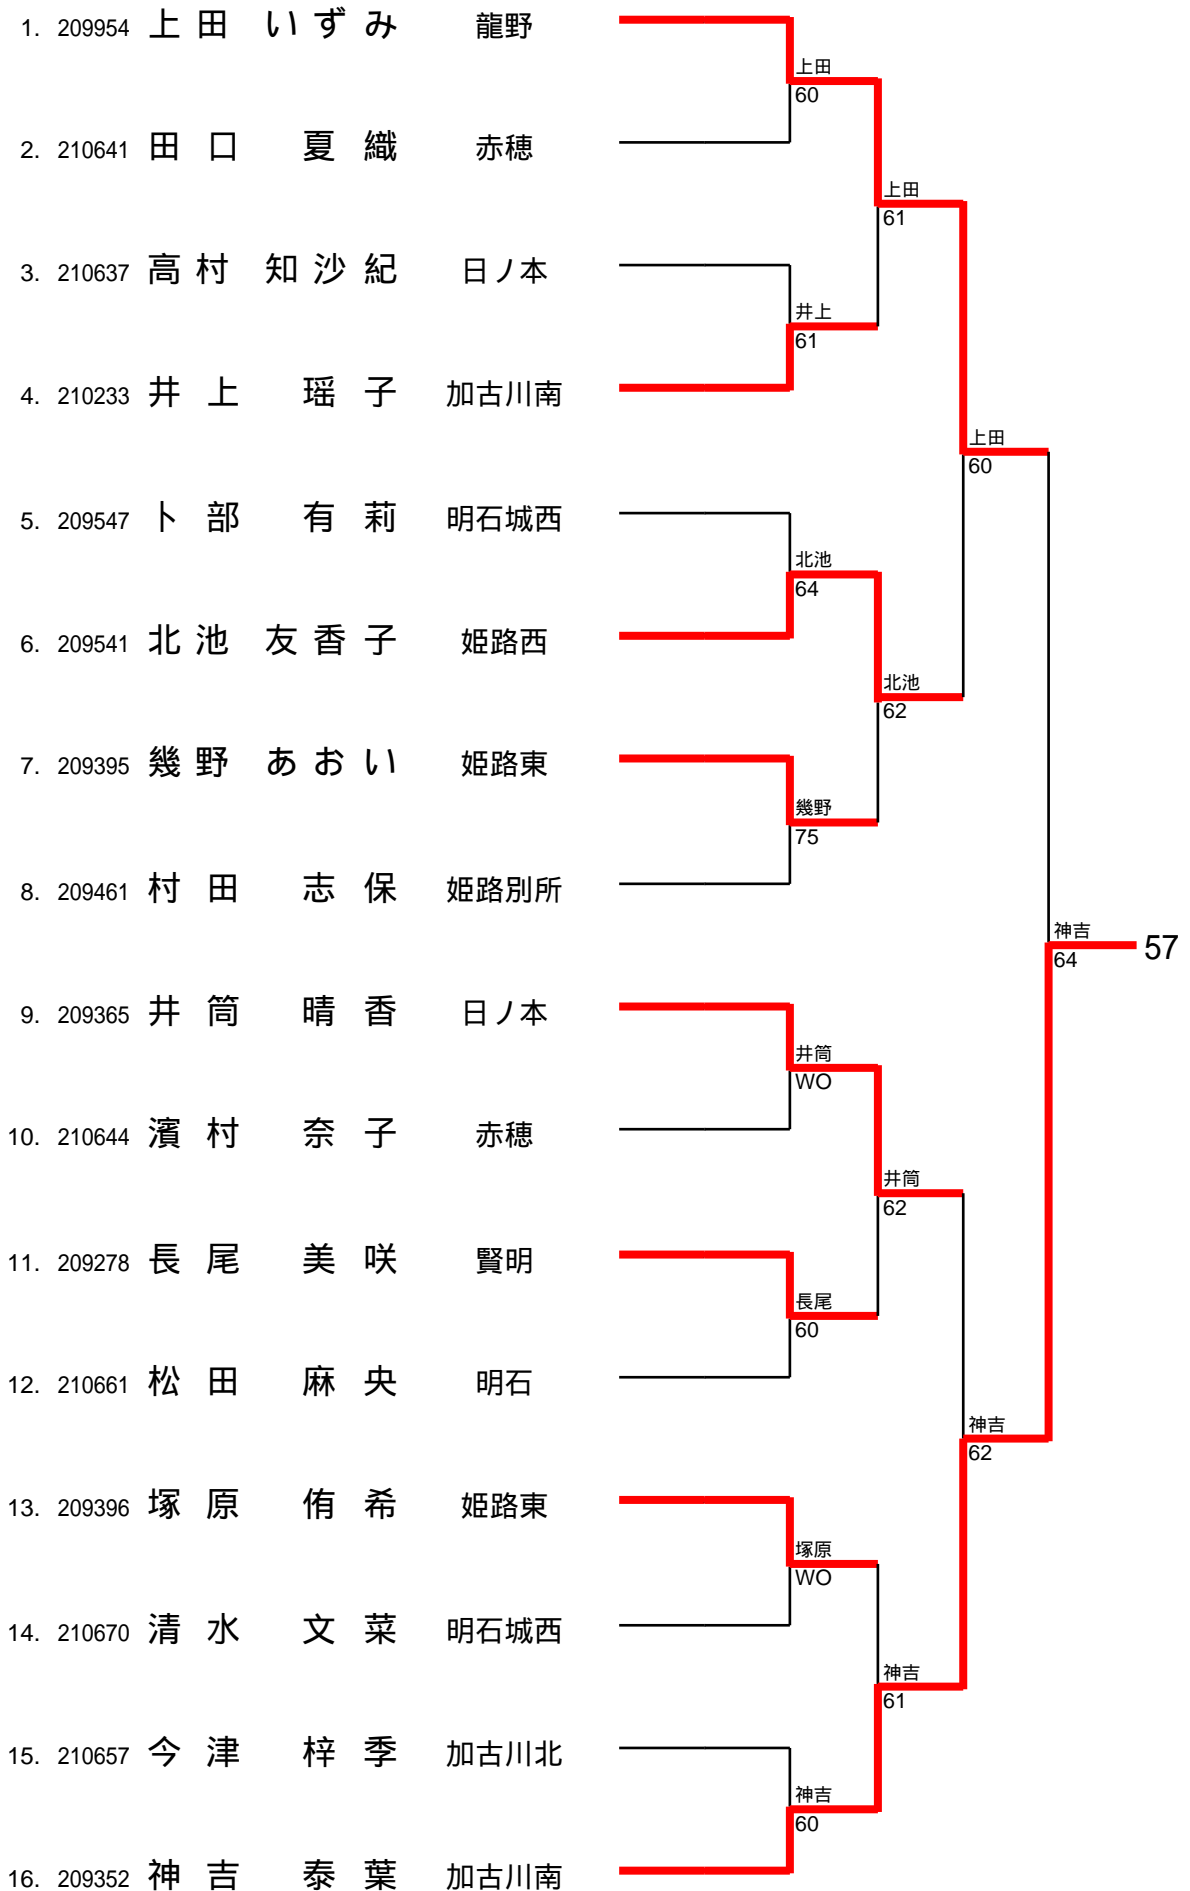 1. 209954 上田 いずみ 龍野
上田
60
2. 210641 田口 夏織 赤穂
上田
61
3. 210637 高村 知沙紀 日ノ本
井上
61
4. 210233 井上 瑶子 加古川南
上田
60
5. 209547 卜部 有莉 明石城西
北池
64
6. 209541 北池 友香子 姫路西
北池
62
7. 209395 幾野 あおい 姫路東
幾野
75
8. 209461 村田 志保 姫路別所
神吉
64
57
9. 209365 井筒 晴香 日ノ本
井筒
WO
10. 210644 濱村 奈子 赤穂
井筒
62
11. 209278 長尾 美咲 賢明
長尾
60
12. 210661 松田 麻央 明石
神吉
62
13. 209396 塚原 侑希 姫路東
塚原
WO
14. 210670 清水 文菜 明石城西
神吉
61
15. 210657 今津 梓季 加古川北
神吉
60
16. 209352 神吉 泰葉 加古川南